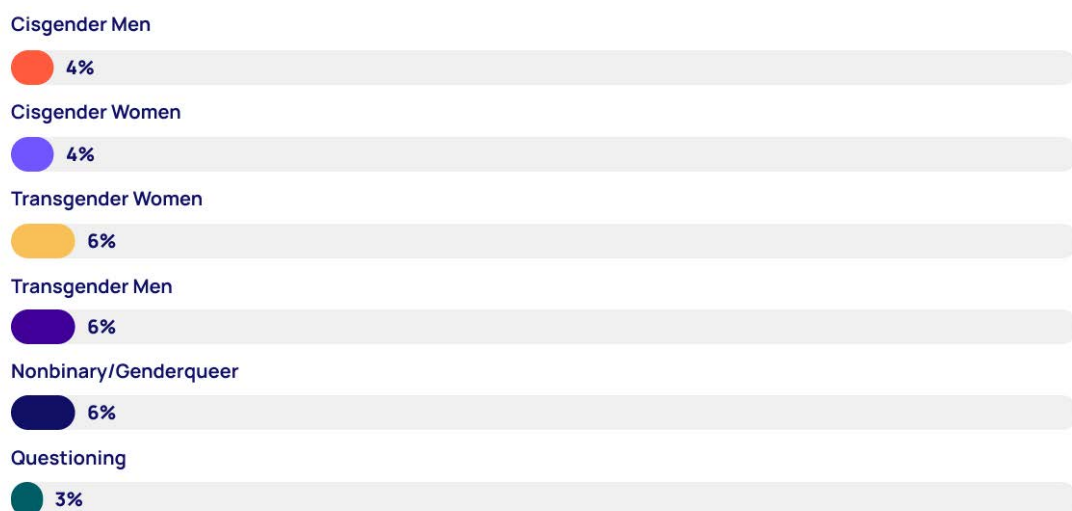 Cisgender Men
4%
Cisgender Women
4%
Transgender Women
6%
Transgender Men
6%
Nonbinary/Genderqueer
6%
Questioning
3%